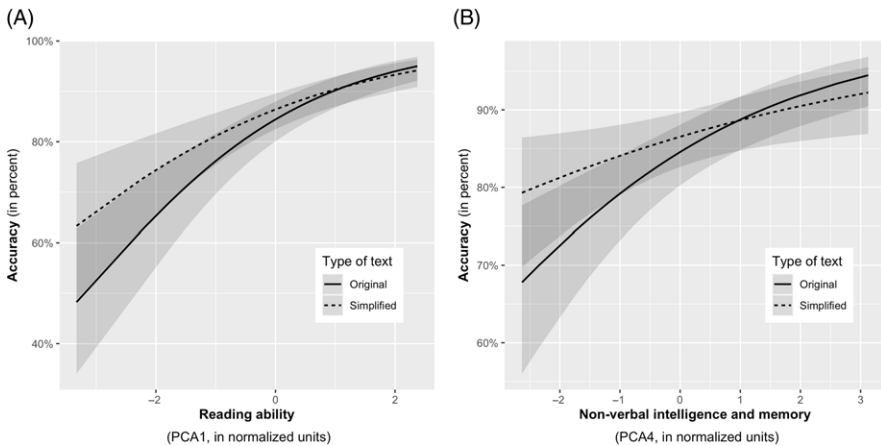 (A)
100%
80%
60%
40%
Accuracy (in percent)
Type of text
Original
Simplified
−2
0
2
Reading ability
(PCA1, in normalized units)
(B)
90%
80%
70%
60%
Accuracy (in percent)
Type of text
Original
Simplified
−2
−1
0
1
2
3
Non-verbal intelligence and memory
(PCA4, in normalized units)